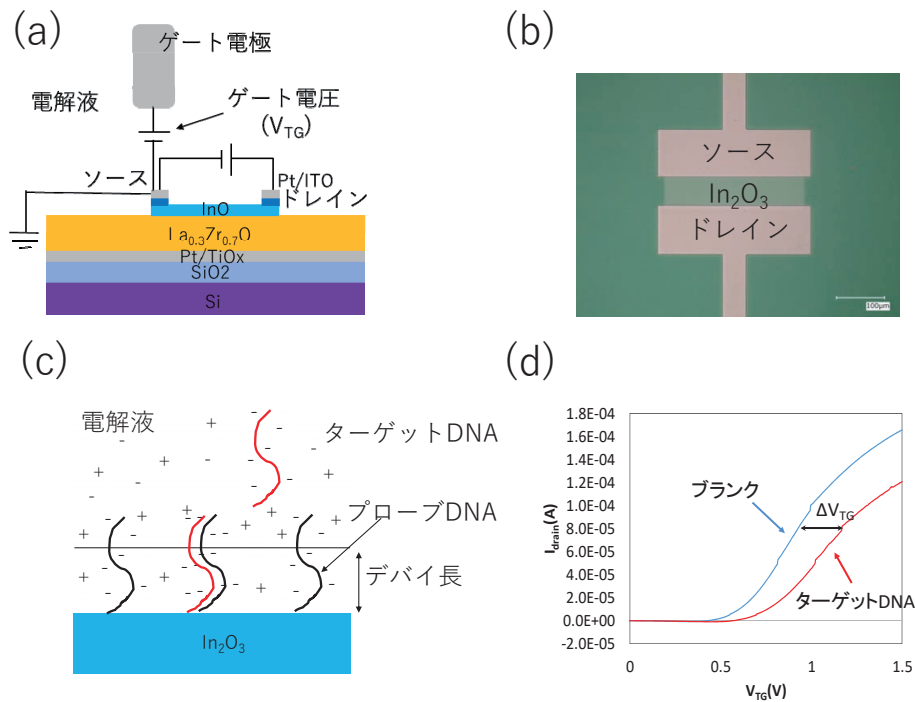 (a)
ゲート電極
電解液
ゲート電圧
(VTG)
ソース
Pt/ITO
ドレイン
InO
La0.3Zr0.7O
Pt/TiOx
SiO2
Si
(b)
ソース
In2O3
ドレイン
100μm
(c)
電解液
ターゲットDNA
プローブDNA
デバイ長
In2O3
(d)
1.8E-04
1.6E-04
1.4E-04
1.2E-04
1.0E-04
8.0E-05
6.0E-05
4.0E-05
2.0E-05
0.0E+00
-2.0E-05
Idrain(A)
ブランク
ΔVTG
ターゲットDNA
0 0.5 1 1.5
VTG(V)